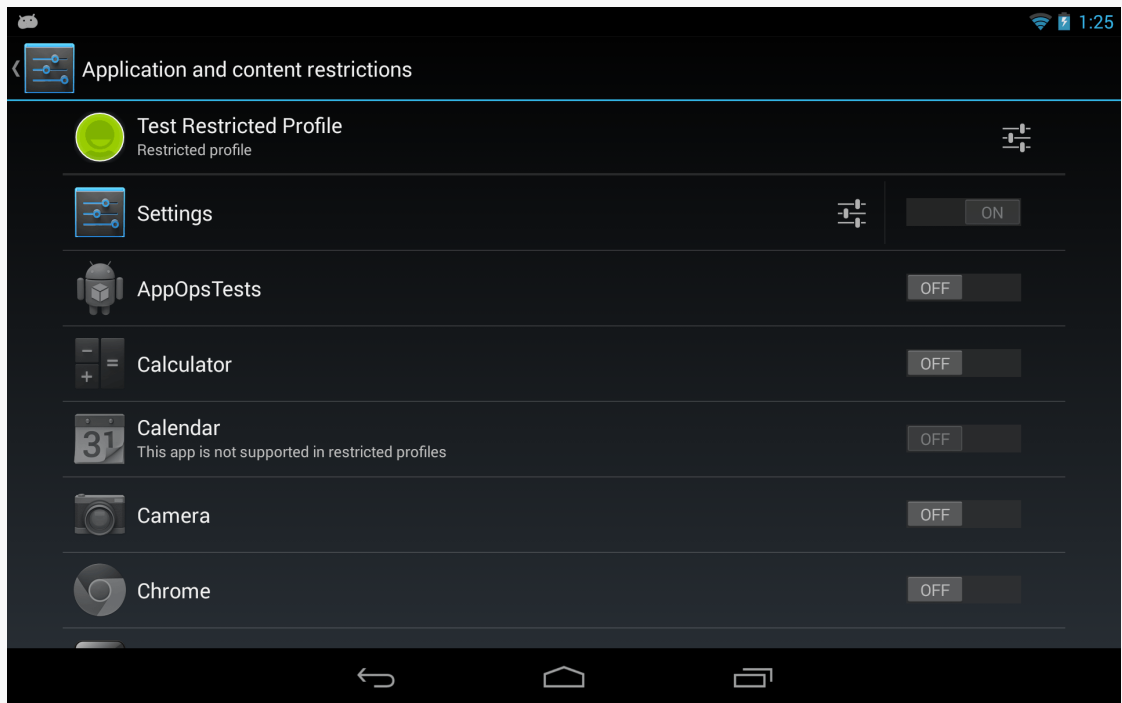 1:25
Application and content restrictions
Test Restricted Profile
Restricted profile
Settings
ON
AppOpsTests
OFF
Calculator
OFF
31
Calendar
This app is not supported in restricted profiles
OFF
Camera
OFF
Chrome
OFF